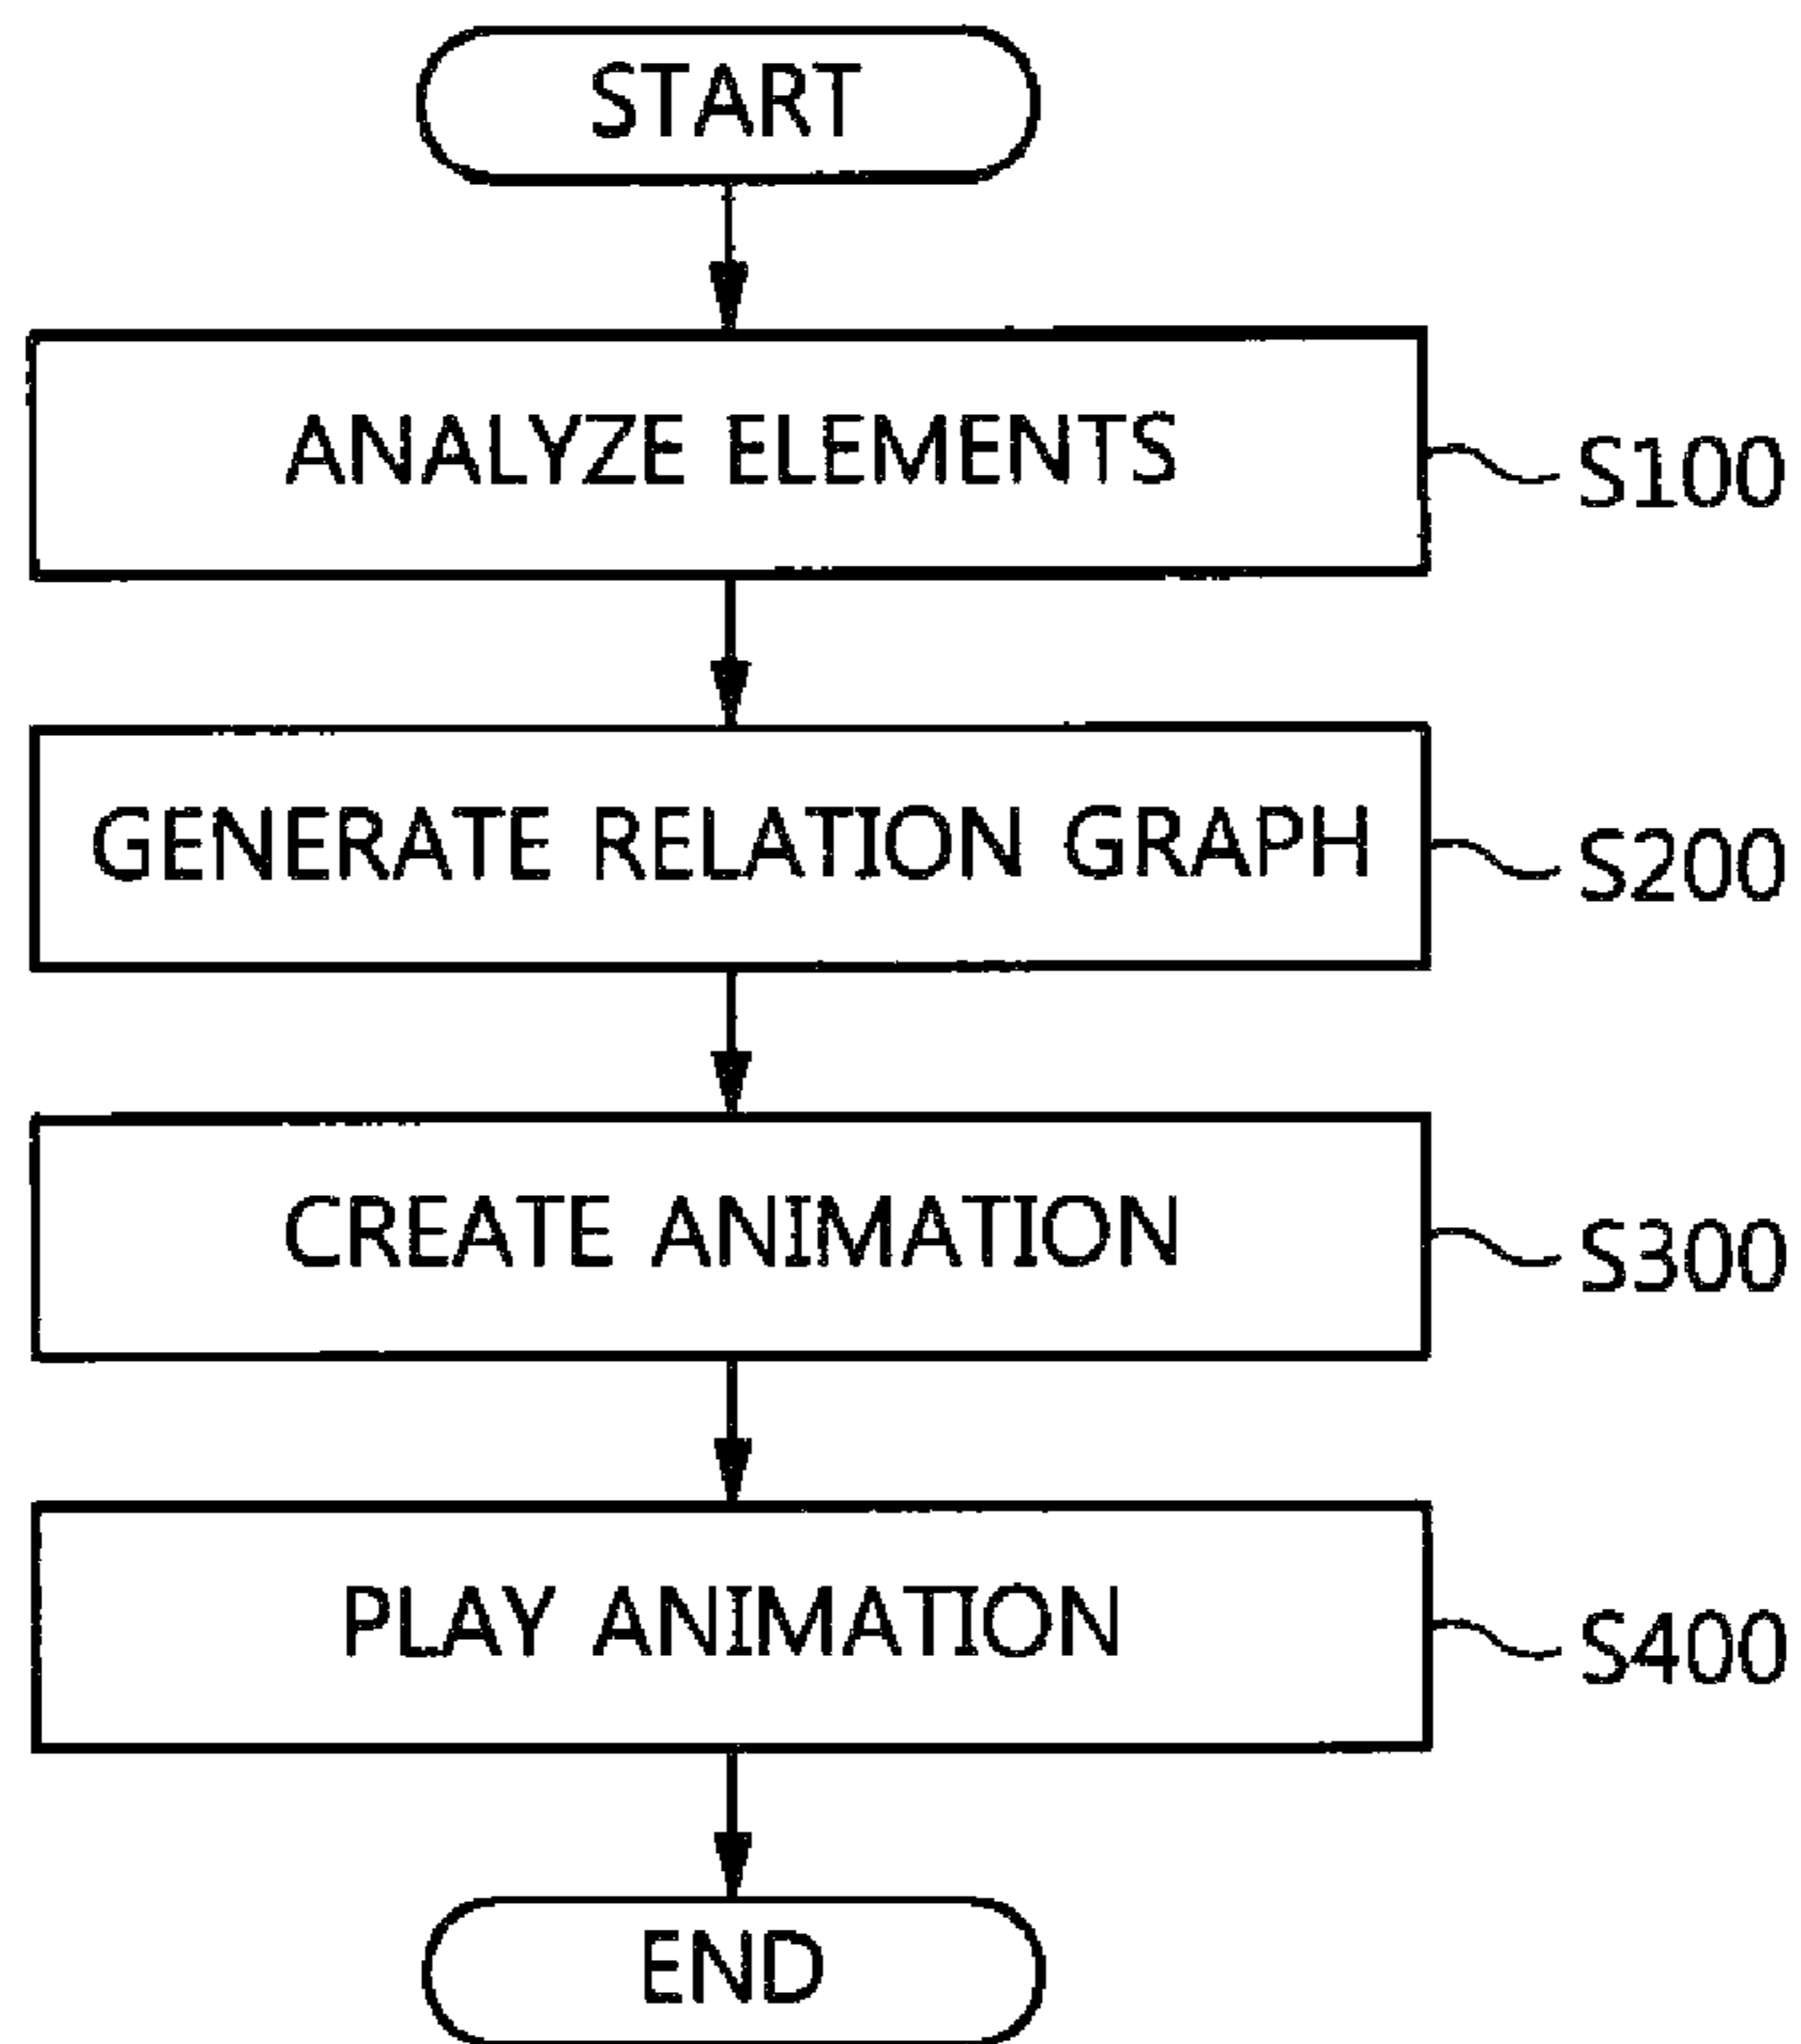 START
ANALYZE ELEMENTS
S100
GENERATE RELATION GRAPH
S200
CREATE ANIMATION
S300
PLAY ANIMATION
S400
END